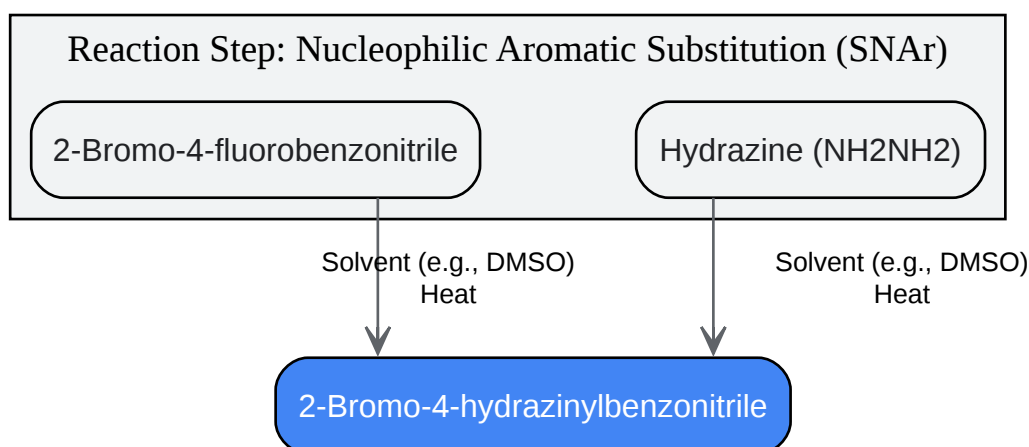 Reaction Step: Nucleophilic Aromatic Substitution (SNAr)
2-Bromo-4-fluorobenzonitrile
Hydrazine (NH2NH2)
Solvent (e.g., DMSO)
Heat
Solvent (e.g., DMSO)
Heat
2-Bromo-4-hydrazinylbenzonitrile